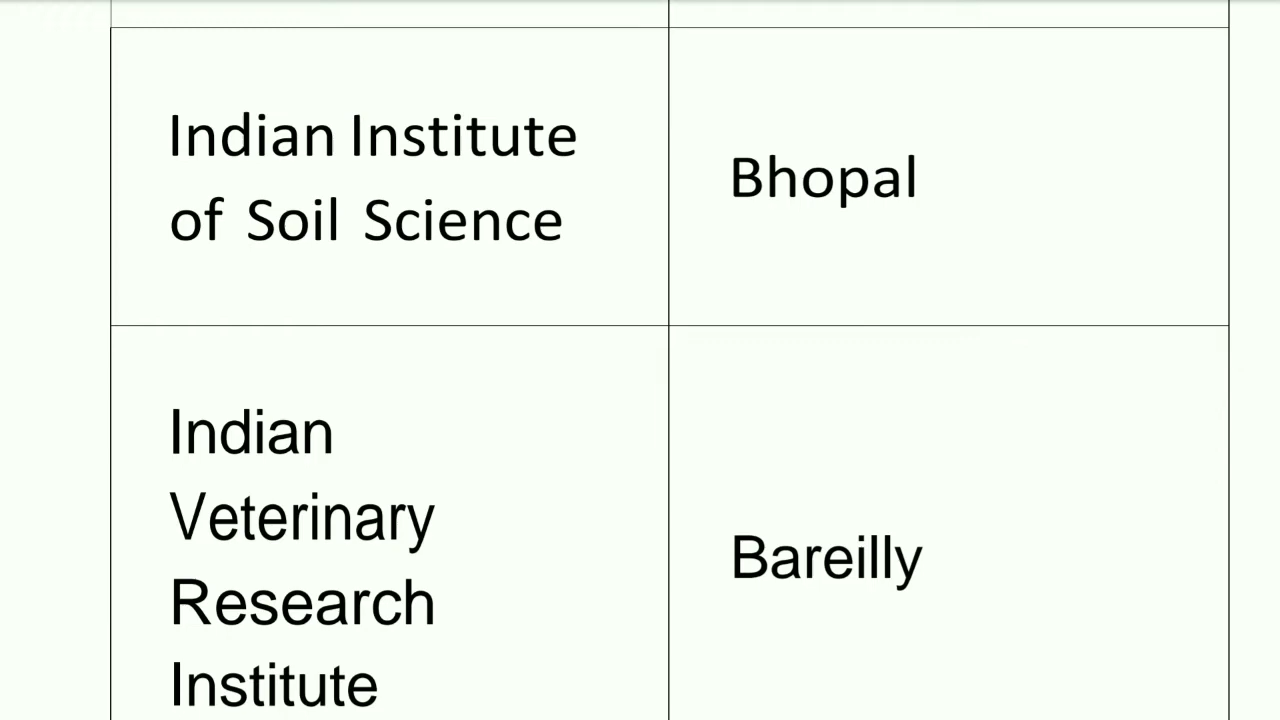 Indian Institute
of Soil Science
Bhopal
Indian
Veterinary
Research
Institute
Bareilly